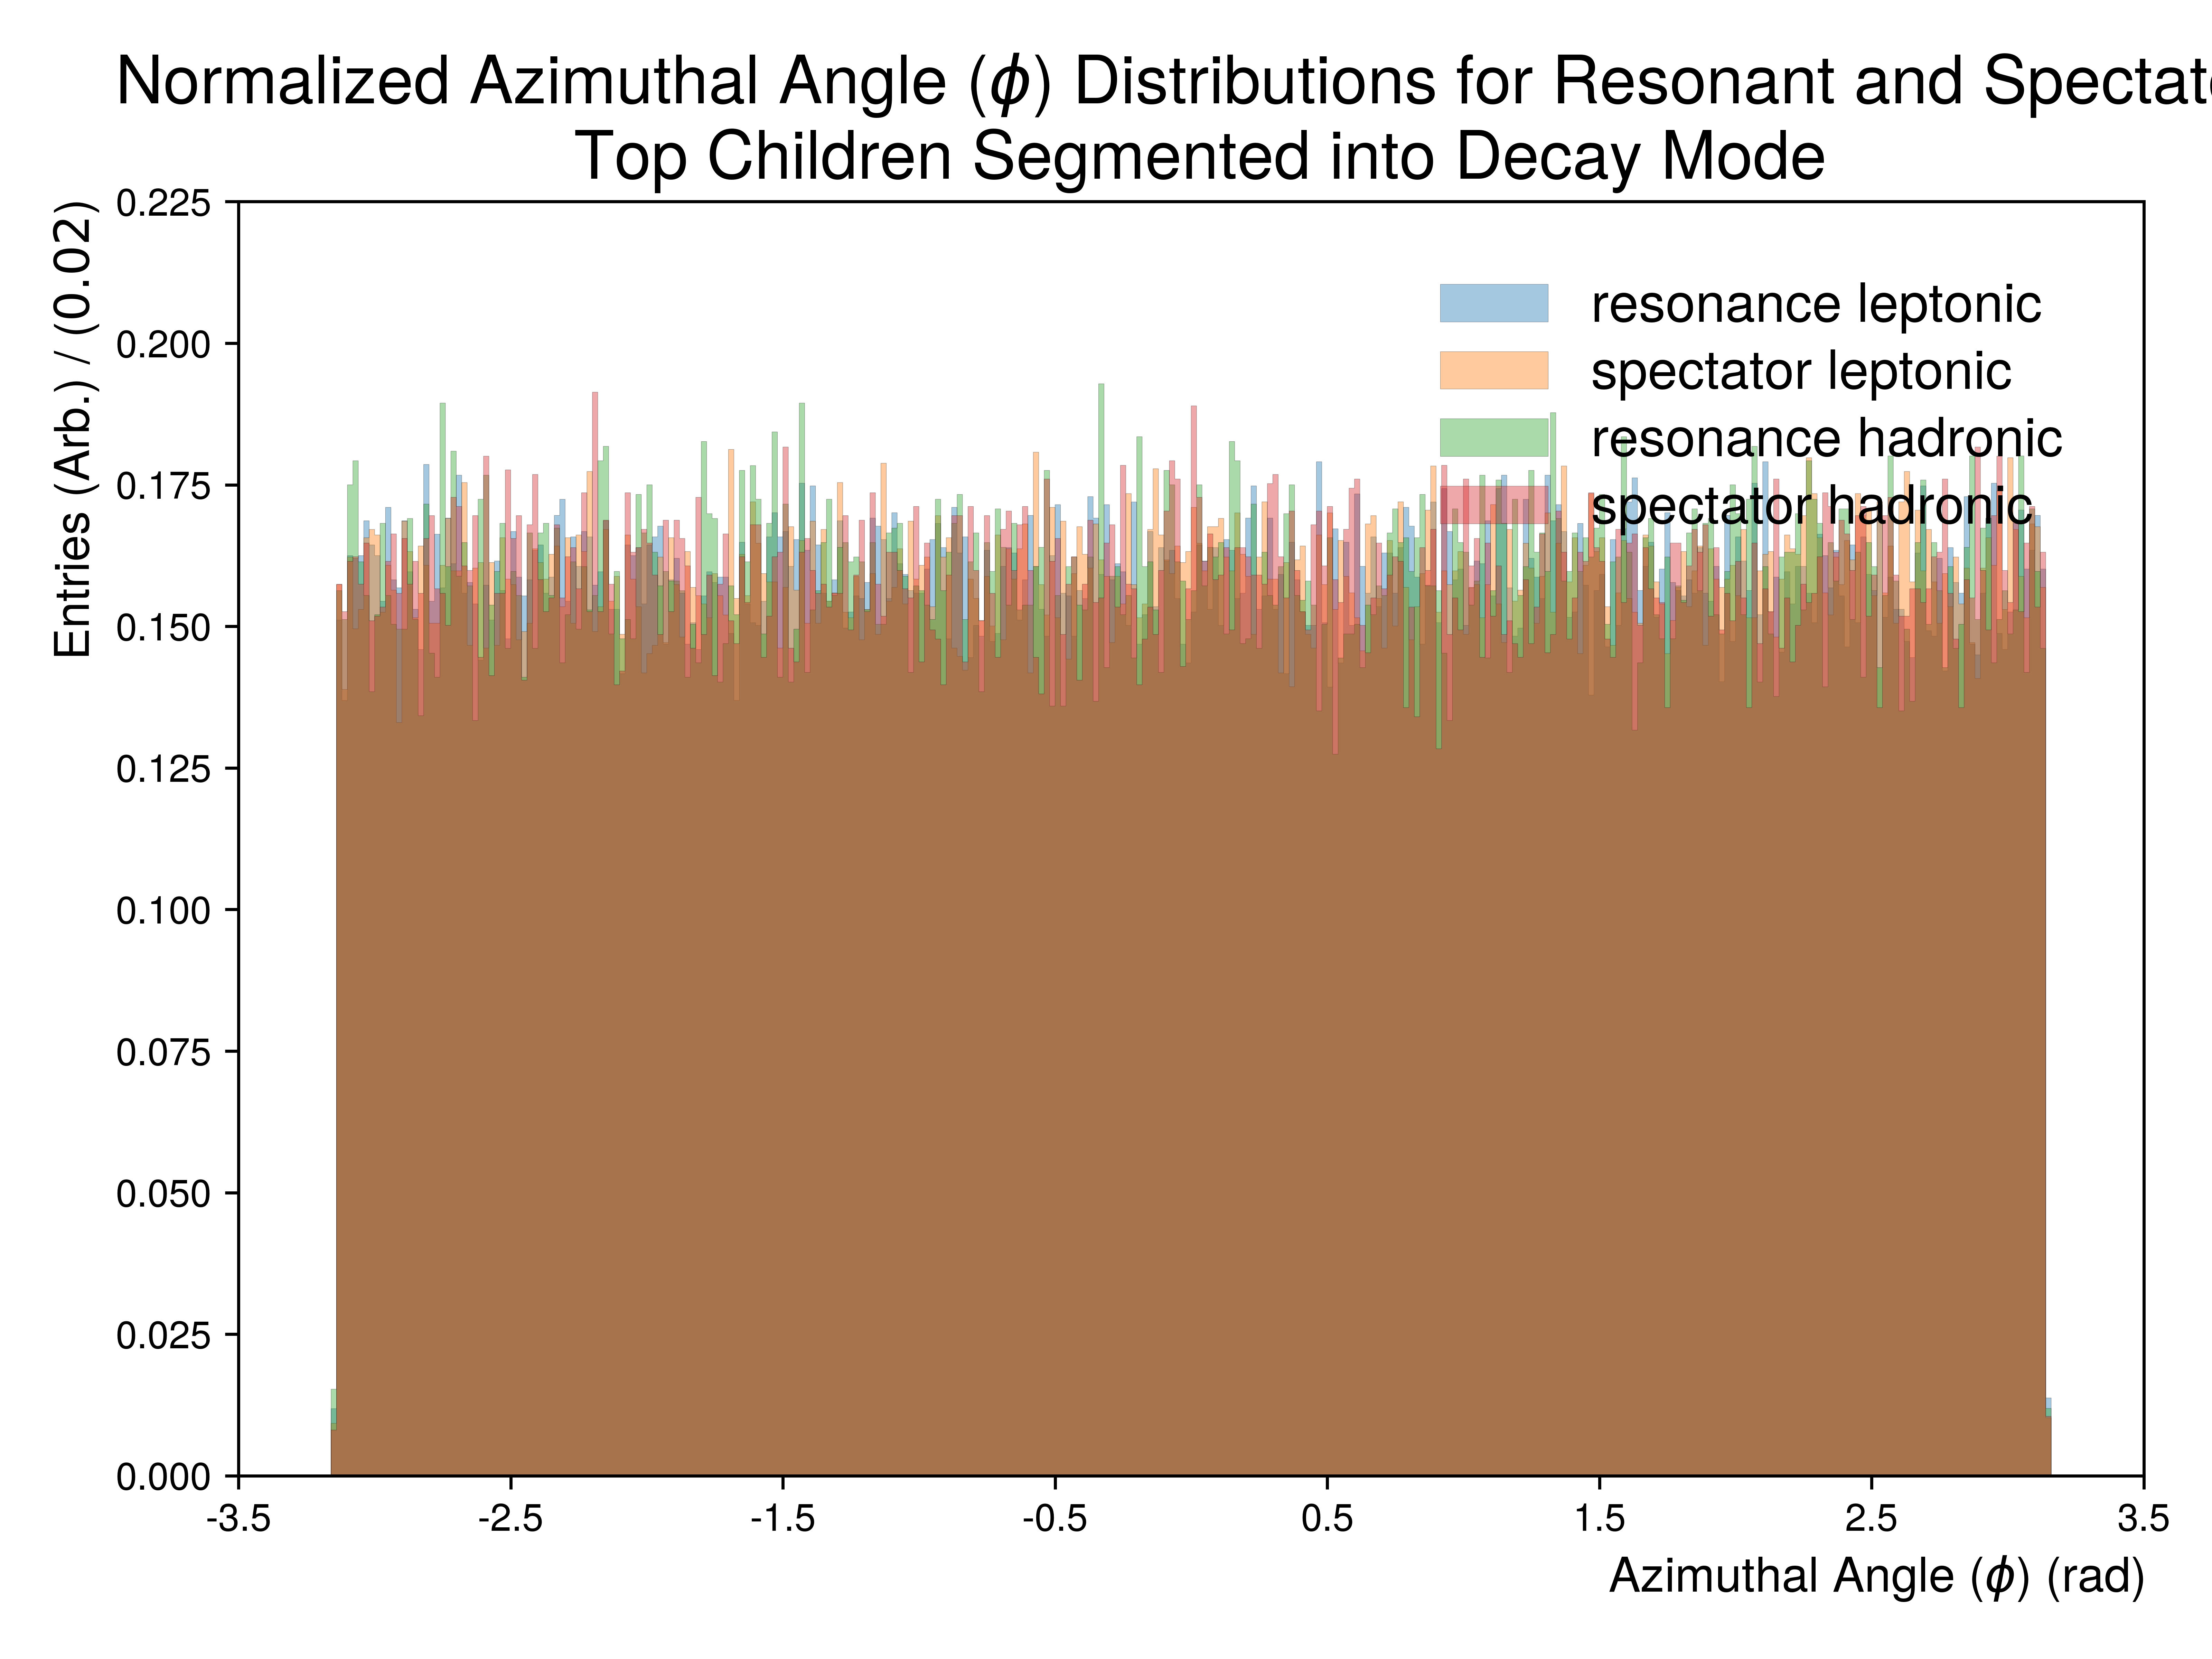 Normalized Azimuthal Angle (ϕ) Distributions for Resonant and Spectat
Top Children Segmented into Decay Mode
Entries (Arb.) / (0.02)
0.225
0.200
0.175
0.150
0.125
0.100
0.075
0.050
0.025
0.000
resonance leptonic
spectator leptonic
resonance hadronic
spectator hadronic
-3.5 -2.5 -1.5 -0.5 0.5 1.5 2.5 3.5
Azimuthal Angle (ϕ) (rad)